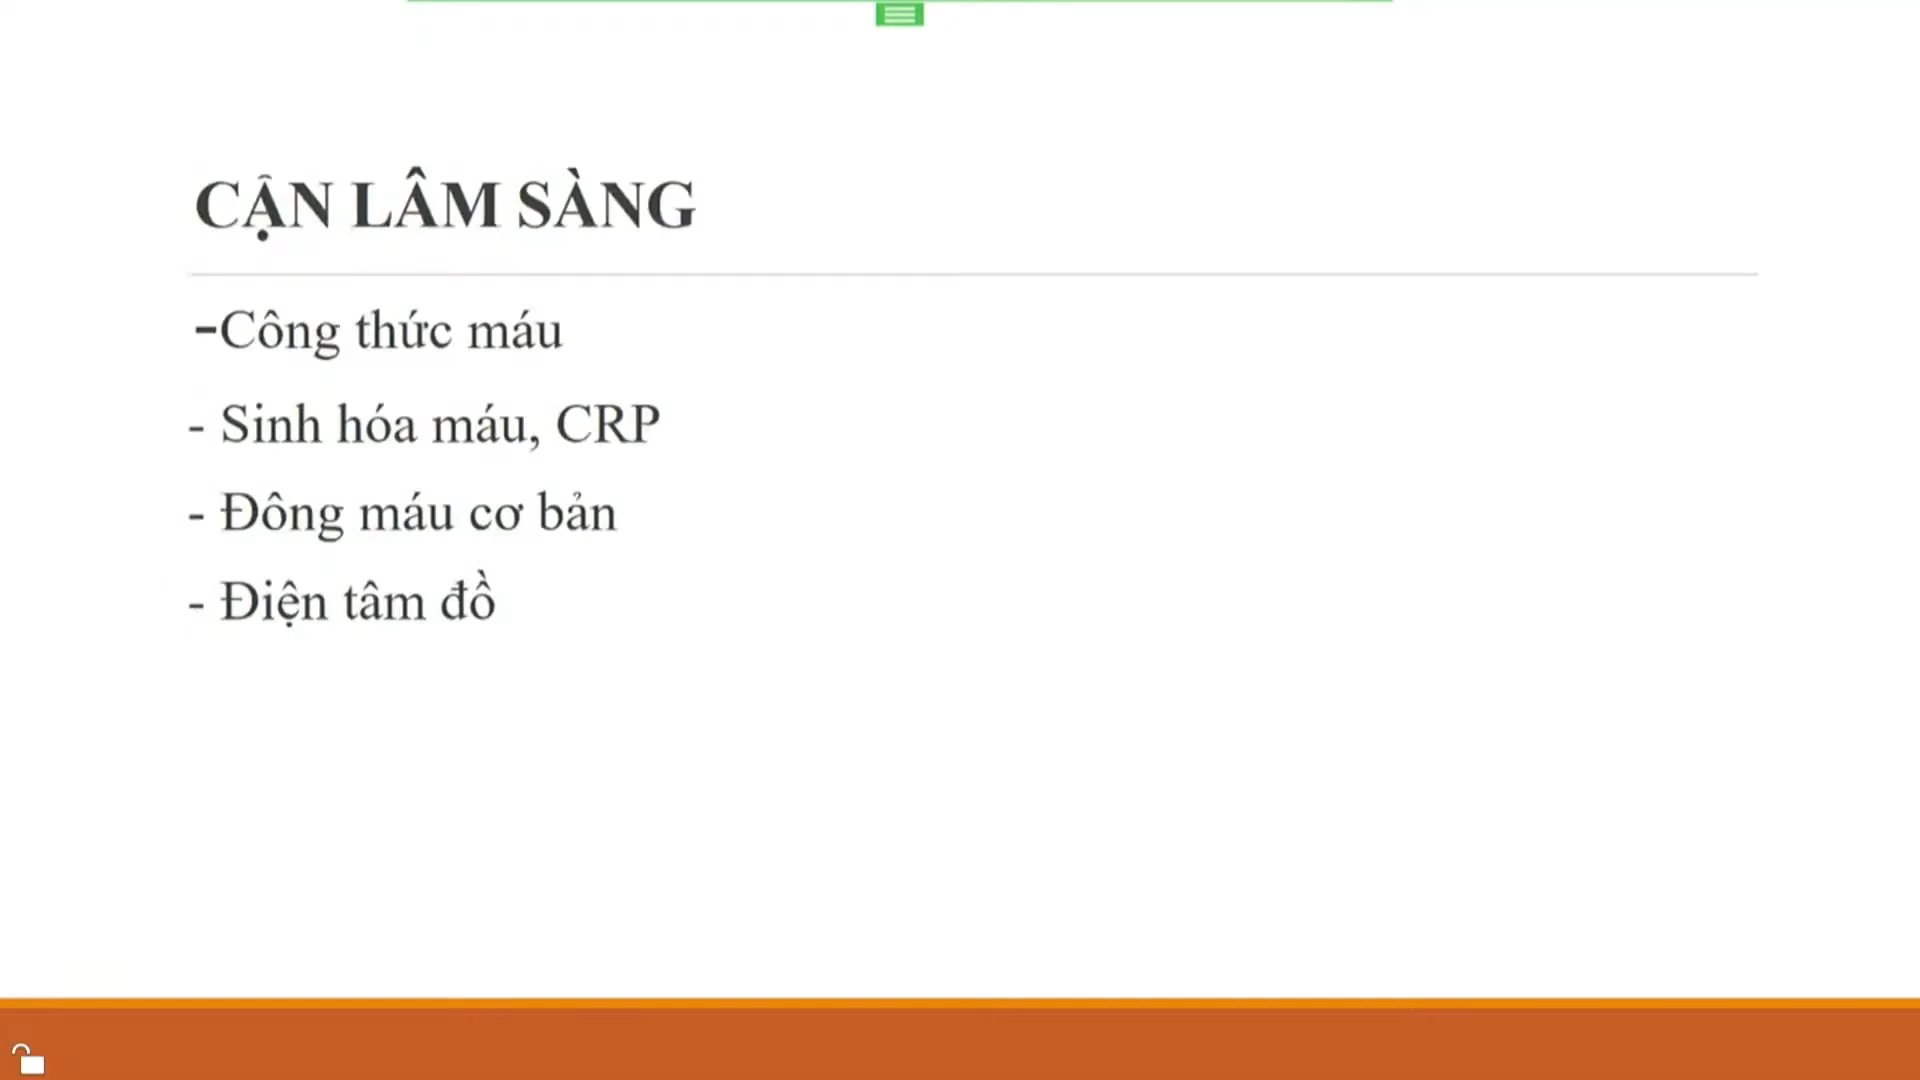 CẬN LÂM SÀNG
-Công thức máu
- Sinh hóa máu, CRP
- Đông máu cơ bản
- Điện tâm đồ